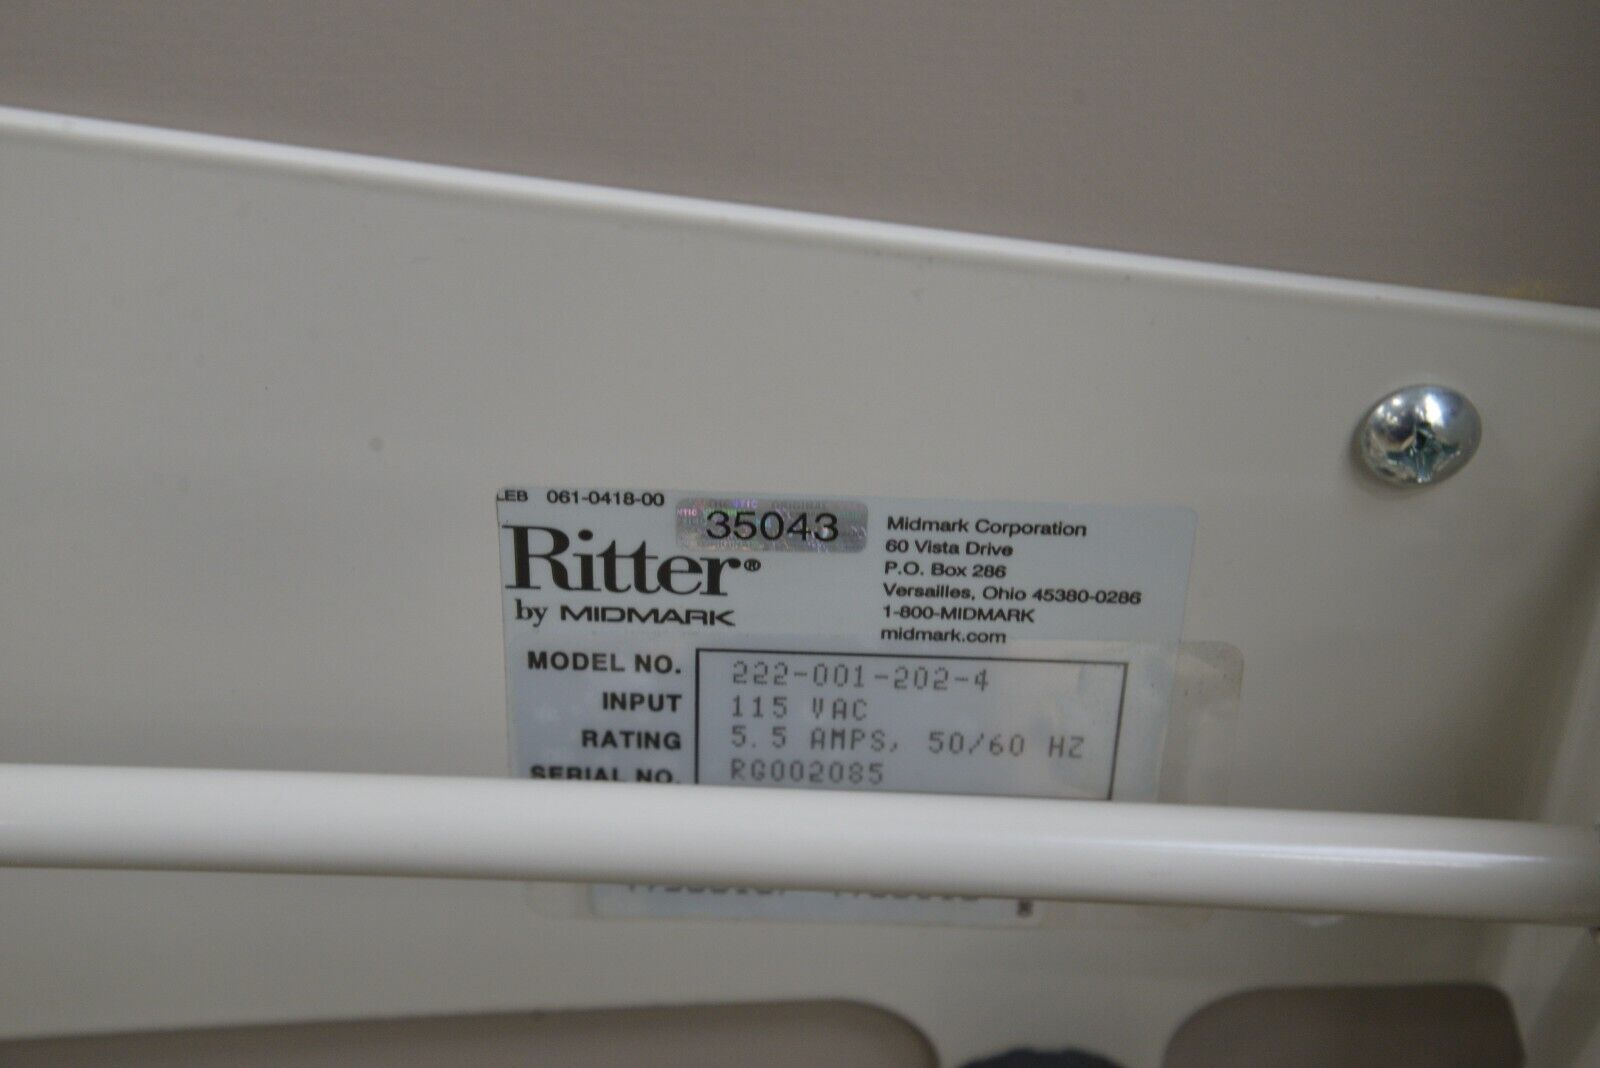 LEB 061-0418-00
35043
Ritter®
by MIDMARK
Midmark Corporation
60 Vista Drive
P.O. Box 286
Versailles, Ohio 45380-0286
1-800-MIDMARK
midmark.com
MODEL NO. 222-001-202-4
INPUT 115 VAC
RATING 5.5 AMPS, 50/60 HZ
SERIAL NO. RG002085